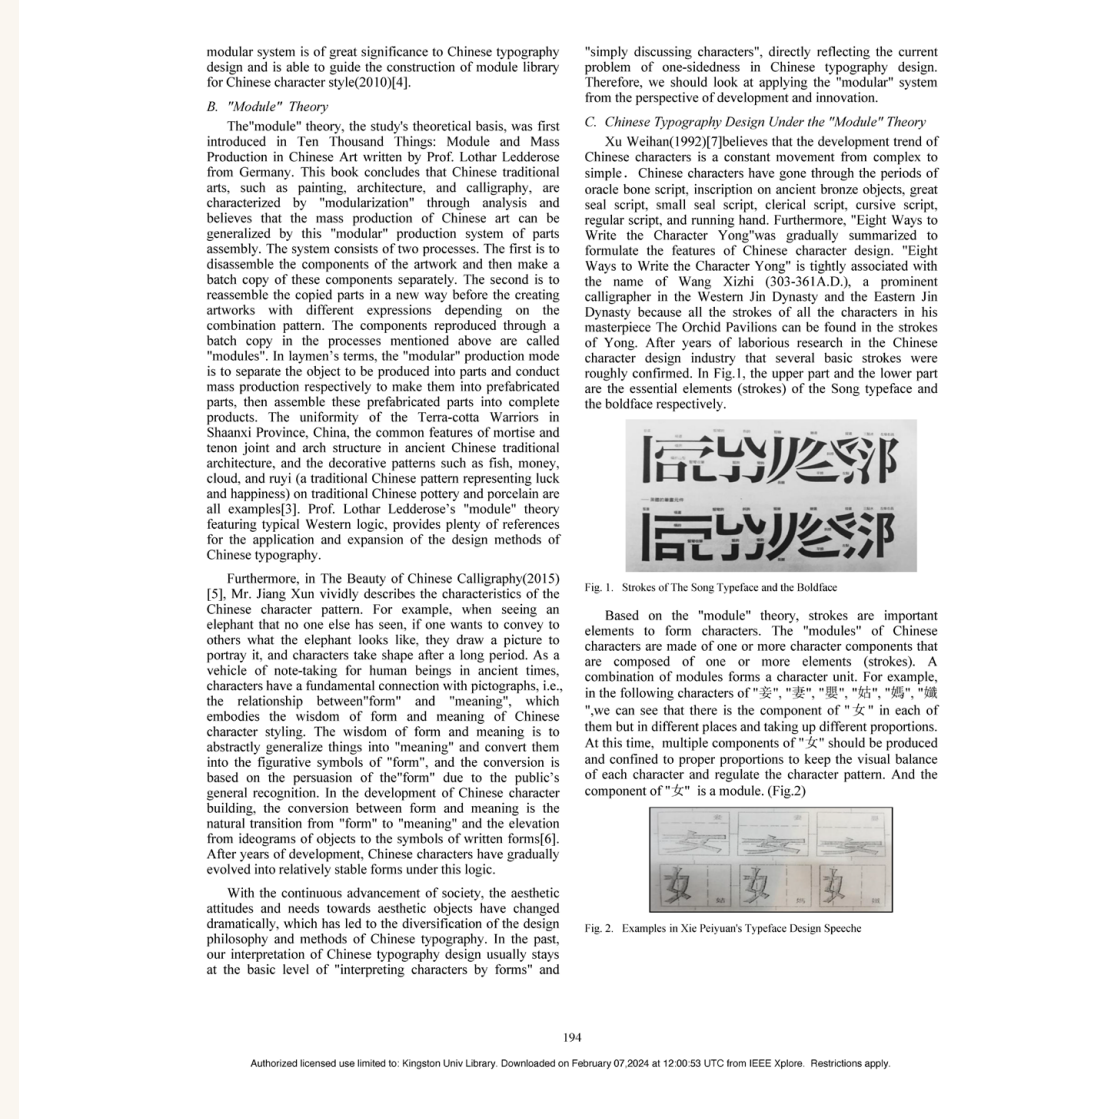 modular system is of great significance to Chinese typography
design and is able to guide the construction of module library
for Chinese character style(2010)[4].
B. "Module" Theory
The"module" theory, the study's theoretical basis, was first
introduced in Ten Thousand Things: Module and Mass
Production in Chinese Art written by Prof. Lothar Ledderose
from Germany. This book concludes that Chinese traditional
arts, such as painting, architecture, and calligraphy, are
characterized by "modularization" through analysis and
believes that the mass production of Chinese art can be
generalized by this "modular" production system of parts
assembly. The system consists of two processes. The first is to
disassemble the components of the artwork and then make a
batch copy of these components separately. The second is to
reassemble the copied parts in a new way before the creating
artworks with different expressions depending on the
combination pattern. The components reproduced through a
batch copy in the processes mentioned above are called
"modules". In laymen's terms, the "modular" production mode
is to separate the object to be produced into parts and conduct
mass production respectively to make them into prefabricated
parts, then assemble these prefabricated parts into complete
products. The uniformity of the Terra-cotta Warriors in
Shaanxi Province, China, the common features of mortise and
tenon joint and arch structure in ancient Chinese traditional
architecture, and the decorative patterns such as fish, money,
cloud, and ruyi (a traditional Chinese pattern representing luck
and happiness) on traditional Chinese pottery and porcelain are
all examples[3]. Prof. Lothar Ledderose's "module" theory
featuring typical Western logic, provides plenty of references
for the application and expansion of the design methods of
Chinese typography.
Furthermore, in The Beauty of Chinese Calligraphy(2015)
[5], Mr. Jiang Xun vividly describes the characteristics of the
Chinese character pattern. For example, when seeing an
elephant that no one else has seen, if one wants to convey to
others what the elephant looks like, they draw a picture to
portray it, and characters take shape after a long period. As a
vehicle of note-taking for human beings in ancient times,
characters have a fundamental connection with pictographs, i.e.,
the relationship between"form" and "meaning", which
embodies the wisdom of form and meaning of Chinese
character styling. The wisdom of form and meaning is to
abstractly generalize things into "meaning" and convert them
into the figurative symbols of "form", and the conversion is
based on the persuasion of the"form" due to the public's
general recognition. In the development of Chinese character
building, the conversion between form and meaning is the
natural transition from "form" to "meaning" and the elevation
from ideograms of objects to the symbols of written forms[6].
After years of development, Chinese characters have gradually
evolved into relatively stable forms under this logic.
With the continuous advancement of society, the aesthetic
attitudes and needs towards aesthetic objects have changed
dramatically, which has led to the diversification of the design
philosophy and methods of Chinese typography. In the past,
our interpretation of Chinese typography design usually stays
at the basic level of "interpreting characters by forms" and
"simply discussing characters", directly reflecting the current
problem of one-sidedness in Chinese typography design.
Therefore, we should look at applying the "modular" system
from the perspective of development and innovation.
C. Chinese Typography Design Under the "Module" Theory
Xu Weihan(1992)[7]believes that the development trend of
Chinese characters is a constant movement from complex to
simple．Chinese characters have gone through the periods of
oracle bone script, inscription on ancient bronze objects, great
seal script, small seal script, clerical script, cursive script,
regular script, and running hand. Furthermore, "Eight Ways to
Write the Character Yong"was gradually summarized to
formulate the features of Chinese character design. "Eight
Ways to Write the Character Yong" is tightly associated with
the name of Wang Xizhi (303-361A.D.), a prominent
calligrapher in the Western Jin Dynasty and the Eastern Jin
Dynasty because all the strokes of all the characters in his
masterpiece The Orchid Pavilions can be found in the strokes
of Yong. After years of laborious research in the Chinese
character design industry that several basic strokes were
roughly confirmed. In Fig.1, the upper part and the lower part
are the essential elements (strokes) of the Song typeface and
the boldface respectively.
Fig. 1. Strokes of The Song Typeface and the Boldface
Based on the "module" theory, strokes are important
elements to form characters. The "modules" of Chinese
characters are made of one or more character components that
are composed of one or more elements (strokes). A
combination of modules forms a character unit. For example,
in the following characters of "妾", "妻", "嬰", "姑", "媽", "孅
",we can see that there is the component of "女" in each of
them but in different places and taking up different proportions.
At this time, multiple components of "女" should be produced
and confined to proper proportions to keep the visual balance
of each character and regulate the character pattern. And the
component of "女" is a module. (Fig.2)
Fig. 2. Examples in Xie Peiyuan's Typeface Design Speeche
194
Authorized licensed use limited to: Kingston Univ Library. Downloaded on February 07,2024 at 12:00:53 UTC from IEEE Xplore. Restrictions apply.